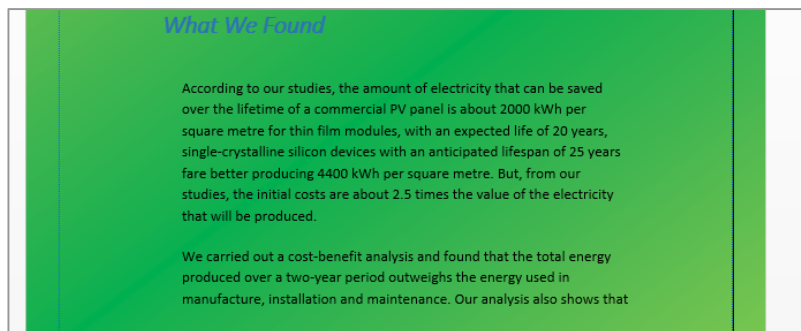 What We Found
According to our studies, the amount of electricity that can be saved
over the lifetime of a commercial PV panel is about 2000 kWh per
square metre for thin film modules, with an expected life of 20 years,
single-crystalline silicon devices with an anticipated lifespan of 25 years
fare better producing 4400 kWh per square metre. But, from our
studies, the initial costs are about 2.5 times the value of the electricity
that will be produced.
We carried out a cost-benefit analysis and found that the total energy
produced over a two-year period outweighs the energy used in
manufacture, installation and maintenance. Our analysis also shows that